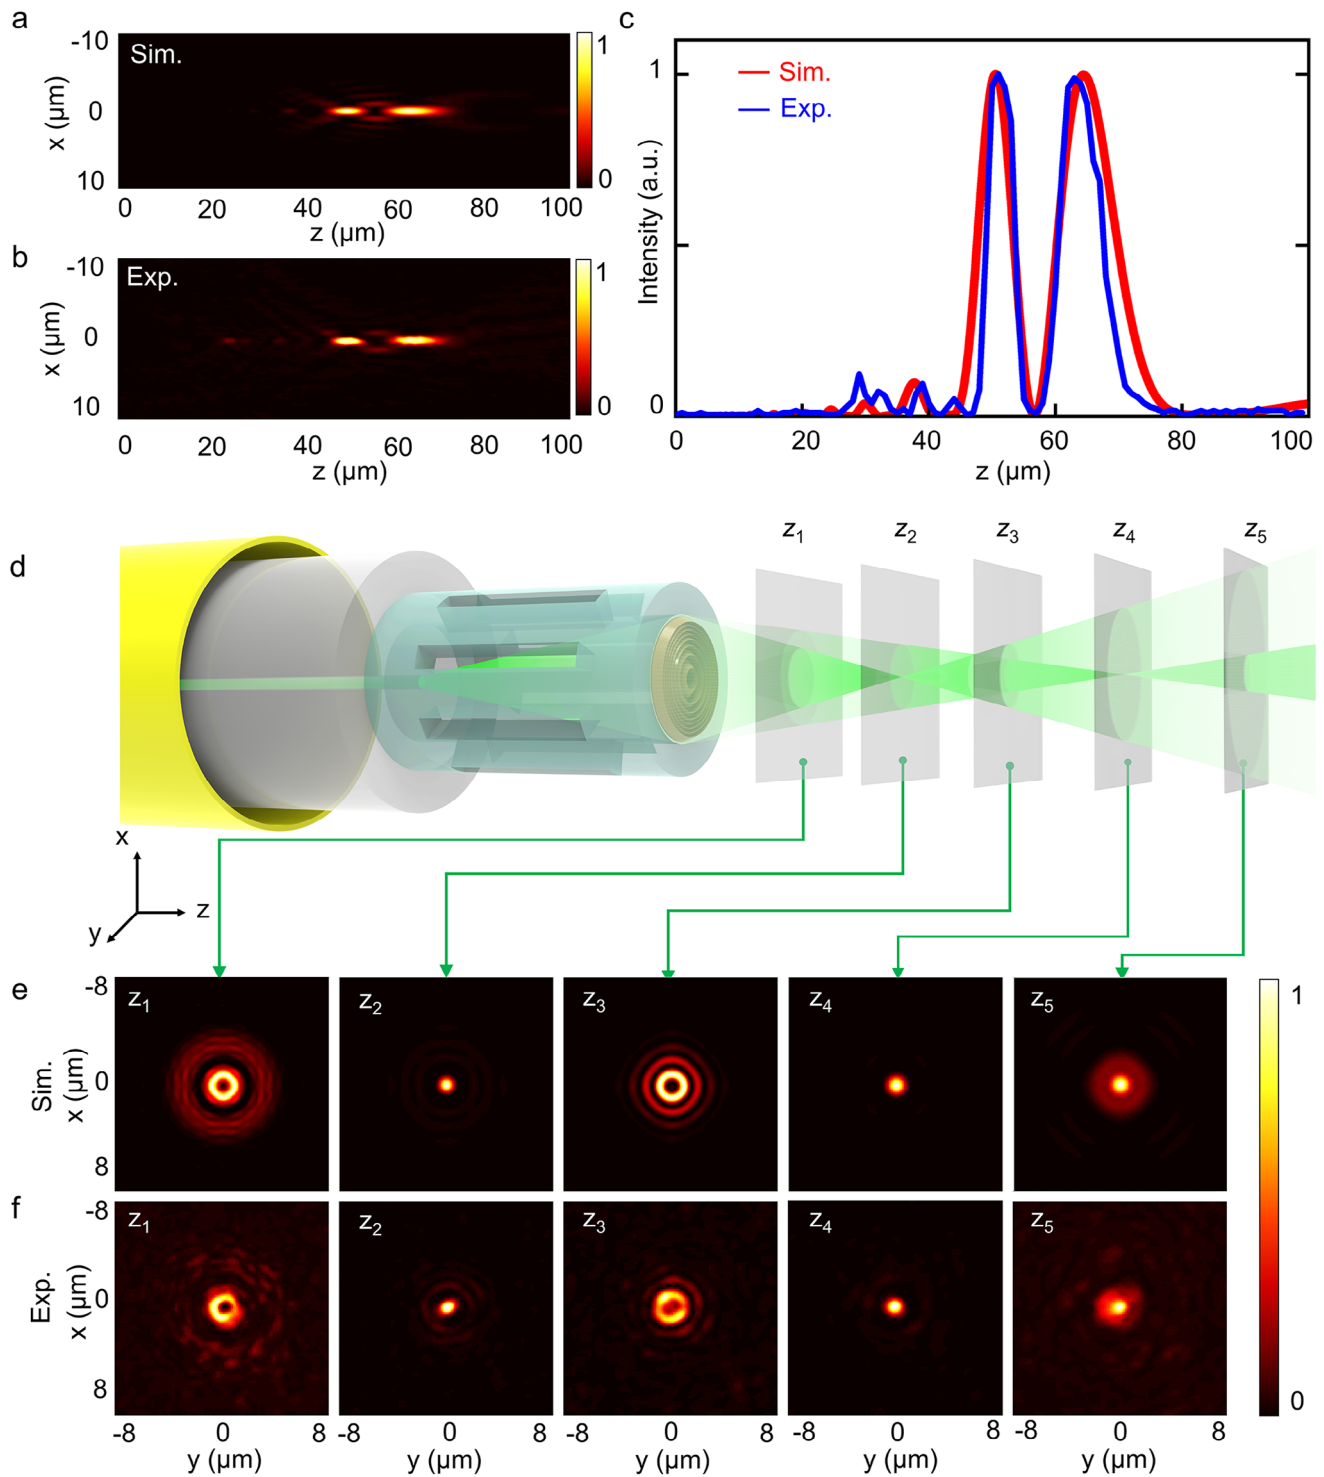 a
-10
0
10
x (µm)
Sim.
1
0
0 20 40 60 80 100
z (µm)
b
-10
0
10
x (µm)
Exp.
1
0
0 20 40 60 80 100
z (µm)
c
1
0
Intensity (a.u.)
Sim.
Exp.
0 20 40 60 80 100
z (µm)
d
z1 z2 z3 z4 z5
x
z
y
e
-8
0
8
Sim.
x (µm)
z1 z2 z3 z4 z5
1
0
f
-8
0
8
Exp.
x (µm)
z1 z2 z3 z4 z5
-8 0 8 -8 0 8 -8 0 8 -8 0 8 -8 0 8
y (µm) y (µm) y (µm) y (µm) y (µm)